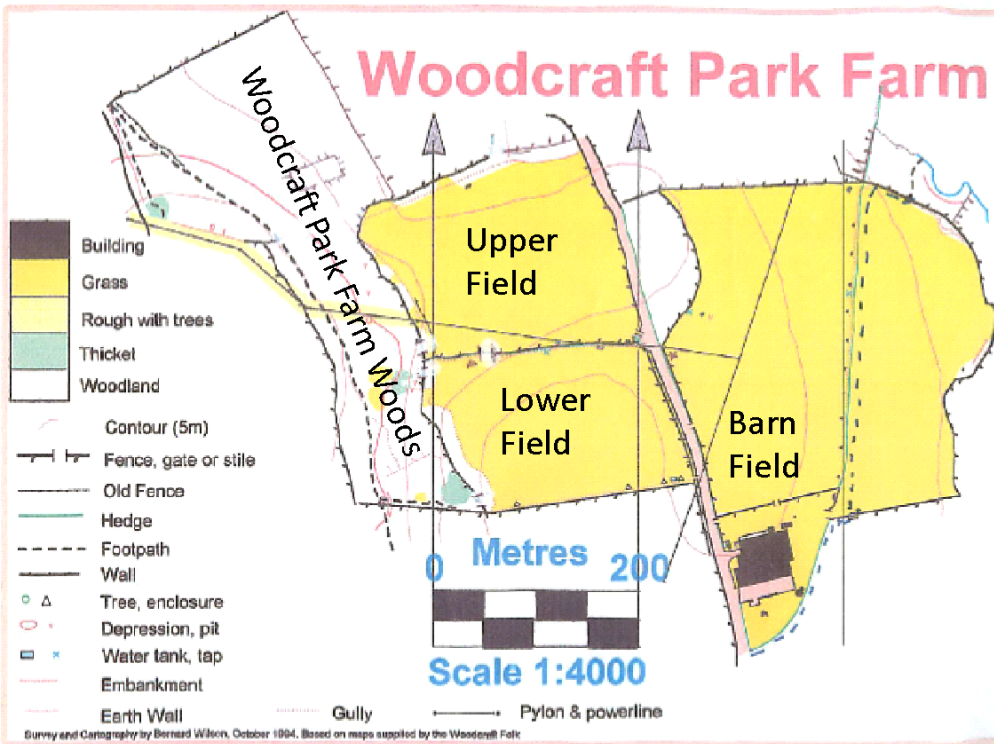 Woodcraft Park Farm
Woodcraft Park Farm Woods
Upper
Field
Lower
Field
Barn
Field
Building
Grass
Rough with trees
Thicket
Woodland
Contour (5m)
Fence, gate or stile
Old Fence
Hedge
Footpath
Wall
Tree, enclosure
Depression, pit
Water tank, tap
Embankment
Earth Wall
Gully
Pylon & powerline
Metres
0 200
Scale 1:4000
Survey and Cartography by Bernard Wilson, October 1994. Based on maps supplied by the Woodcraft Folk